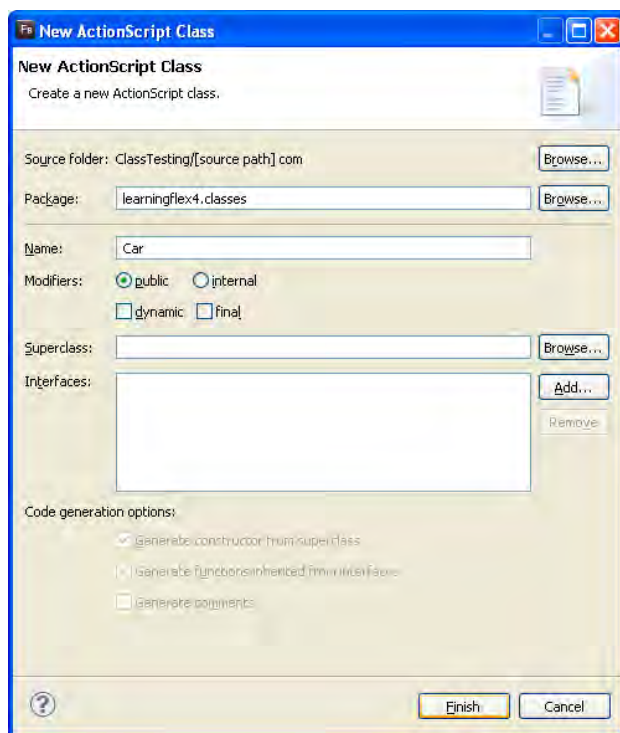 Fb New ActionScript Class
New ActionScript Class
Create a new ActionScript class.
Source folder: ClassTesting/[source path] com Browse...
Package: learningflex4.classes Browse...
Name: Car
Modifiers: public internal
dynamic final
Superclass: Browse...
Interfaces: Add...
Remove
Code generation options:
Generate constructor from superclass
Generate functions inherited from interfaces
Generate comments
? Finish Cancel